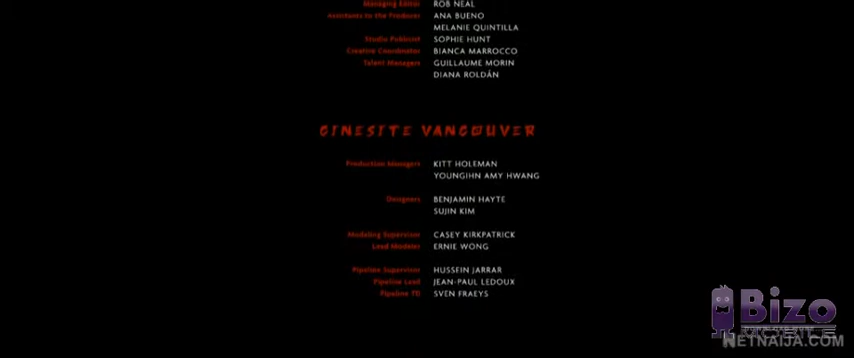 Managing Editor ROB NEAL
Assistants to the Producer ANA BUENO
MELANIE QUINTILLA
Studio Publicist SOPHIE HUNT
Creative Coordinator BIANCA MARROCCO
Talent Managers GUILLAUME MORIN
DIANA ROLDÁN
CINESITE VANCOUVER
Production Managers KITT HOLEMAN
YOUNGIHN AMY HWANG
Designers BENJAMIN HAYTE
SUJIN KIM
Modeling Supervisor CASEY KIRKPATRICK
Lead Modeler ERNIE WONG
Pipeline Supervisor HUSSEIN JARRAR
Pipeline Lead JEAN-PAUL LEDOUX
Pipeline TD SVEN FRAEYS
Bizo
MOBILE
NETNAIJA.COM